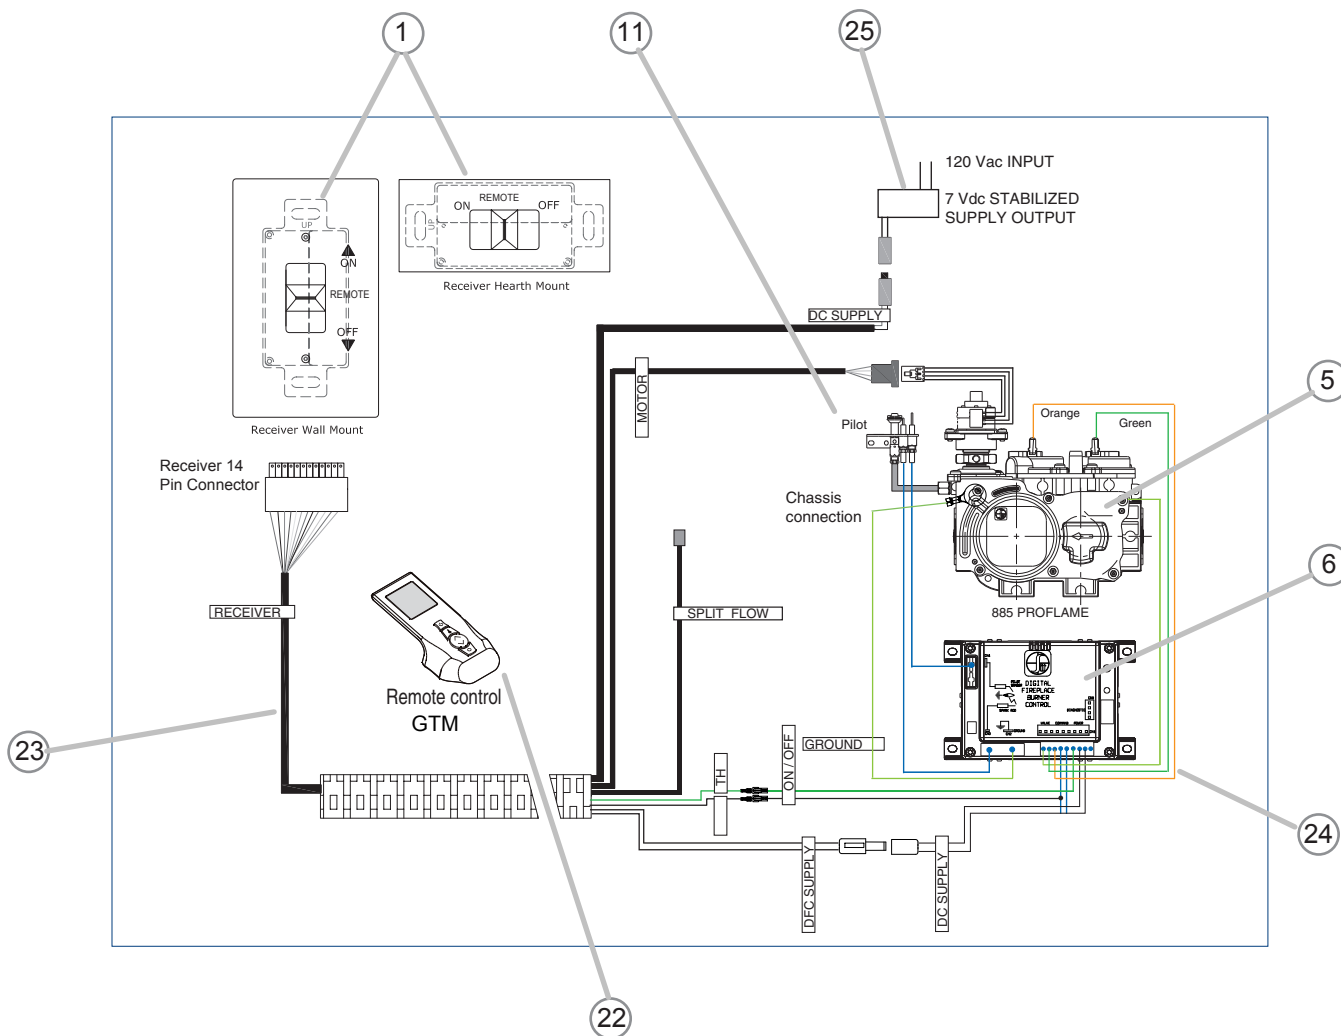 1
11
25
120 Vac INPUT
7 Vdc STABILIZED
SUPPLY OUTPUT
UP
ON
REMOTE
OFF
Receiver Wall Mount
UP
ON
REMOTE
OFF
Receiver Hearth Mount
DC SUPPLY
MOTOR
Pilot
Orange
Green
5
Receiver 14
Pin Connector
Chassis
connection
885 PROFLAME
6
RECEIVER
SPLIT FLOW
Remote control
GTM
DIGITAL
FIREPLACE
BURNER
CONTROL
GROUND
ON / OFF
TH
23
24
DFC SUPPLY
DC SUPPLY
22